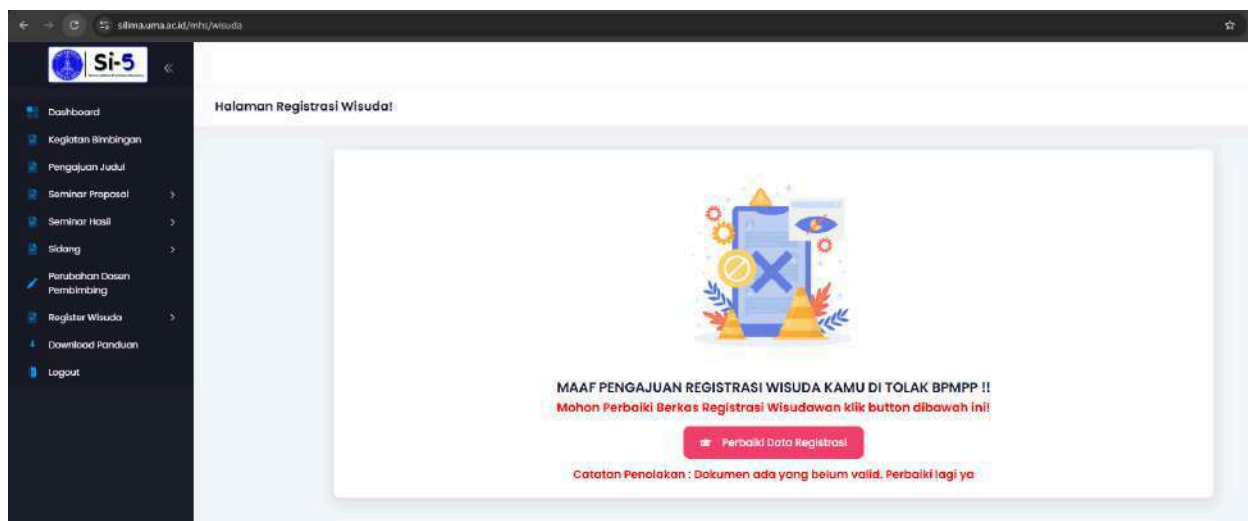 silima.uma.ac.id/mhs/wisuda
Si-5
Dashboard
Kegiatan Bimbingan
Pengajuan Judul
Seminar Proposal
Seminar Hasil
Sidang
Perubahan Dosen
Pembimbing
Register Wisuda
Download Panduan
Logout
Halaman Registrasi Wisuda!
MAAF PENGAJUAN REGISTRASI WISUDA KAMU DI TOLAK BPMPP !!
Mohon Perbaiki Berkas Registrasi Wisudawan klik button dibawah ini!
Perbaiki Data Registrasi
Catatan Penolakan : Dokumen ada yang belum valid. Perbaiki lagi ya